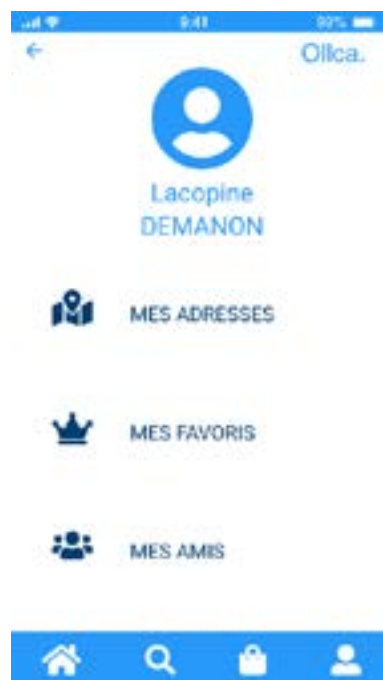 9:41
Ollca.
Lacopine
DEMANON
MES ADRESSES
MES FAVORIS
MES AMIS